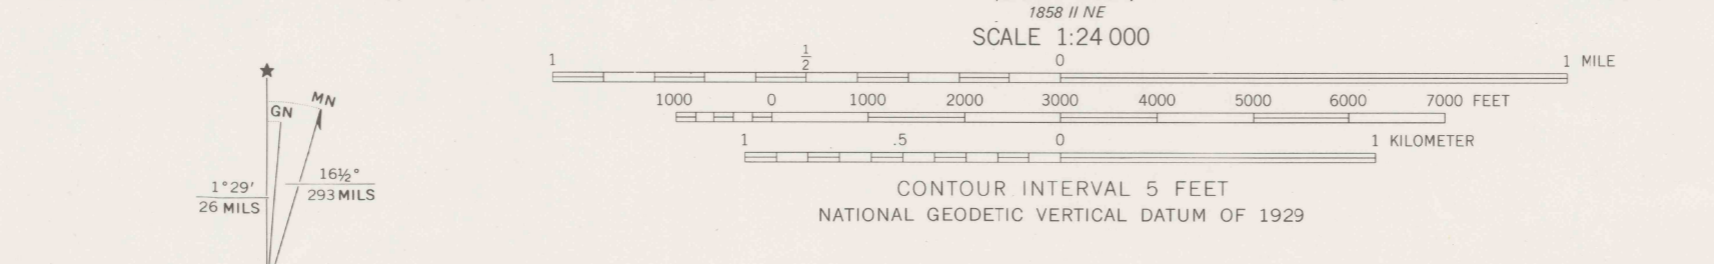 1858 II NE
SCALE 1:24 000
1 1/2 0 1 MILE
1000 0 1000 2000 3000 4000 5000 6000 7000 FEET
1 .5 0 1 KILOMETER
CONTOUR INTERVAL 5 FEET
NATIONAL GEODETIC VERTICAL DATUM OF 1929
★
MN
GN
1°29′
26 MILS
16½°
293 MILS